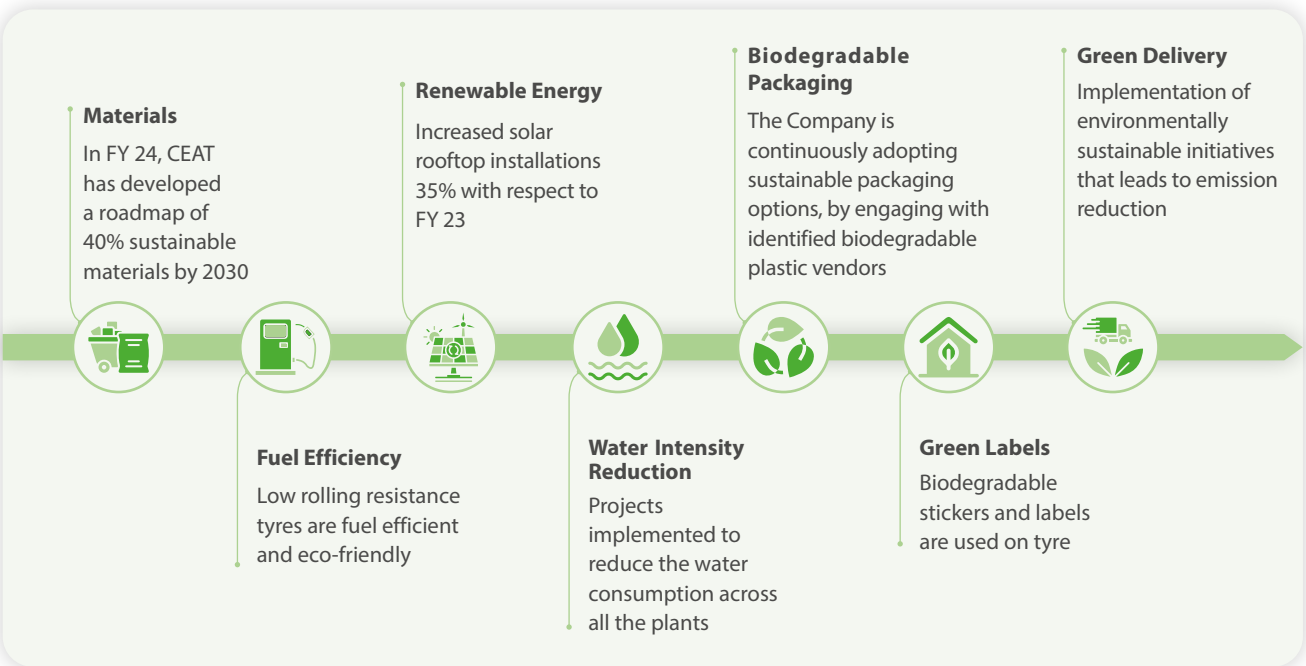 Materials
In FY 24, CEAT
has developed
a roadmap of
40% sustainable
materials by 2030
Fuel Efficiency
Low rolling resistance
tyres are fuel efficient
and eco-friendly
Renewable Energy
Increased solar
rooftop installations
35% with respect to
FY 23
Water Intensity
Reduction
Projects
implemented to
reduce the water
consumption across
all the plants
Biodegradable
Packaging
The Company is
continuously adopting
sustainable packaging
options, by engaging with
identified biodegradable
plastic vendors
Green Labels
Biodegradable
stickers and labels
are used on tyre
Green Delivery
Implementation of
environmentally
sustainable initiatives
that leads to emission
reduction